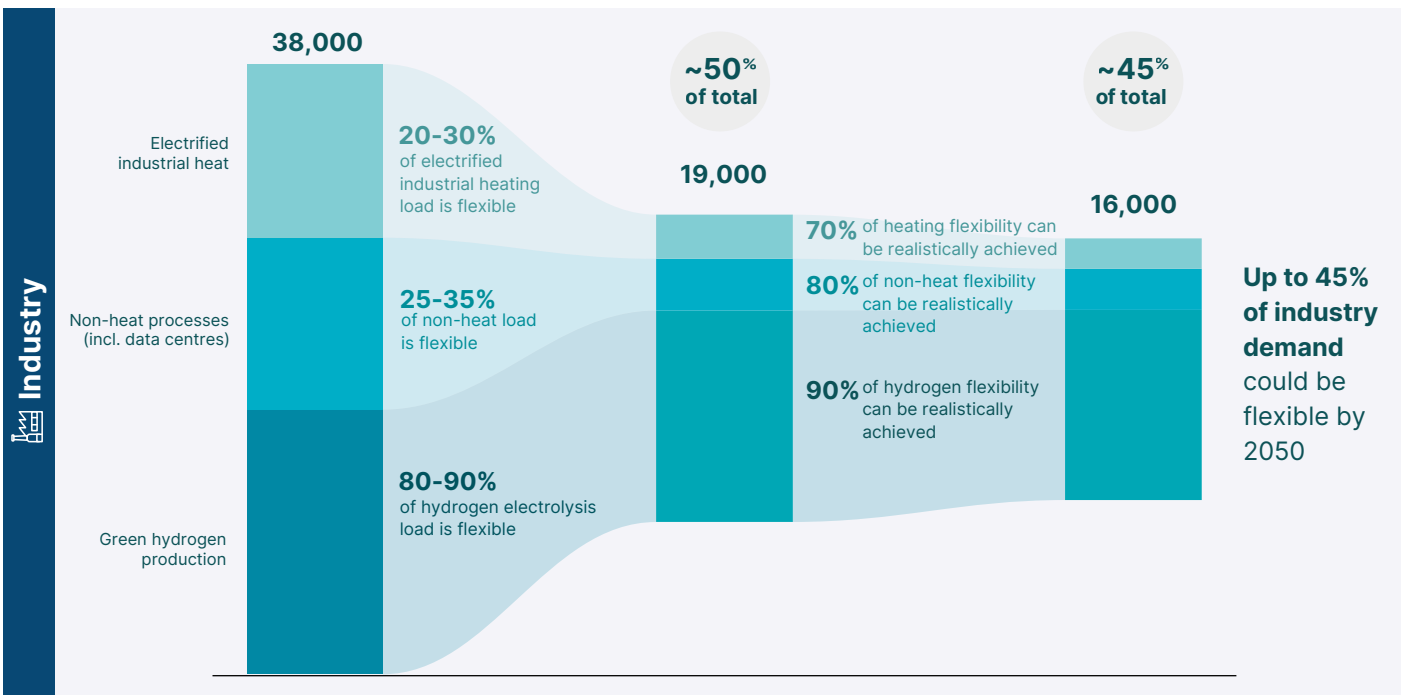 Industry
38,000
Electrified
industrial heat
Non-heat processes
(incl. data centres)
Green hydrogen
production
20-30%
of electrified
industrial heating
load is flexible
25-35%
of non-heat load
is flexible
80-90%
of hydrogen electrolysis
load is flexible
~50%
of total
19,000
70% of heating flexibility can
be realistically achieved
80% of non-heat flexibility
can be realistically
achieved
90% of hydrogen flexibility
can be realistically
achieved
~45%
of total
16,000
Up to 45%
of industry
demand
could be
flexible by
2050